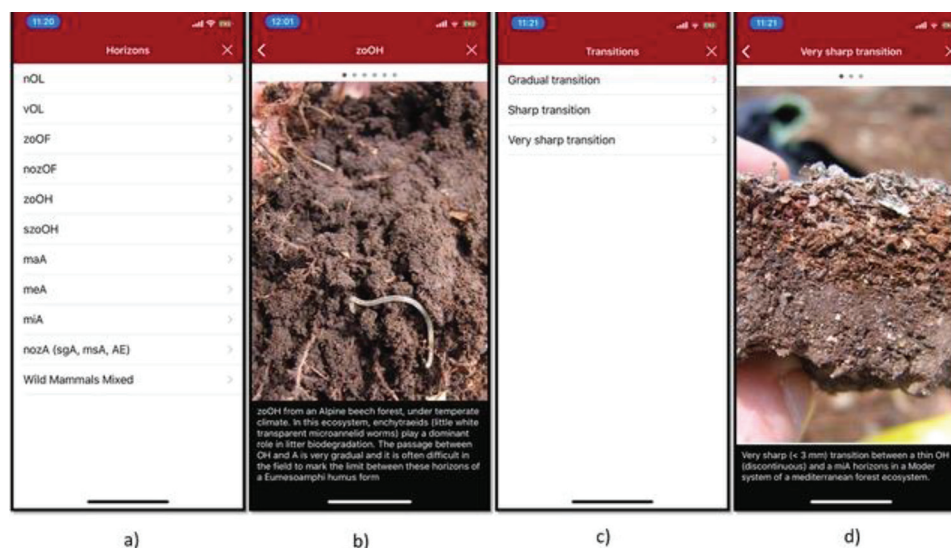 11:20
Horizons
nOL
vOL
zoOF
nozOF
zoOH
szoOH
maA
meA
miA
nozA (sgA, msA, AE)
Wild Mammals Mixed
a)
12:01
zoOH
zoOH from an Alpine beech forest, under temperate
climate. In this ecosystem, enchytraeids (little white
transparent microannelid worms) play a dominant
role in litter biodegradation. The passage between
OH and A is very gradual and it is often difficult in
the field to mark the limit between these horizons of
a Eumesoamphi humus form
b)
11:21
Transitions
Gradual transition
Sharp transition
Very sharp transition
c)
11:21
Very sharp transition
Very sharp (< 3 mm) transition between a thin OH
(discontinuous) and a miA horizons in a Moder
system of a mediterranean forest ecosystem.
d)